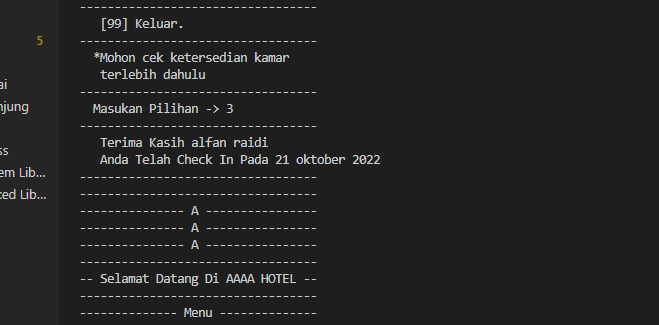 ----------------------------------
[99] Keluar.
----------------------------------
*Mohon cek ketersedian kamar
terlebih dahulu
----------------------------------
Masukan Pilihan -> 3
----------------------------------
Terima Kasih alfan raidi
Anda Telah Check In Pada 21 oktober 2022
----------------------------------
----------------------------------
--------------- A ----------------
--------------- A ----------------
--------------- A ----------------
----------------------------------
-- Selamat Datang Di AAAA HOTEL --
----------------------------------
-------------- Menu --------------
5
ai
njung
ss
em Lib...
ced Lib...